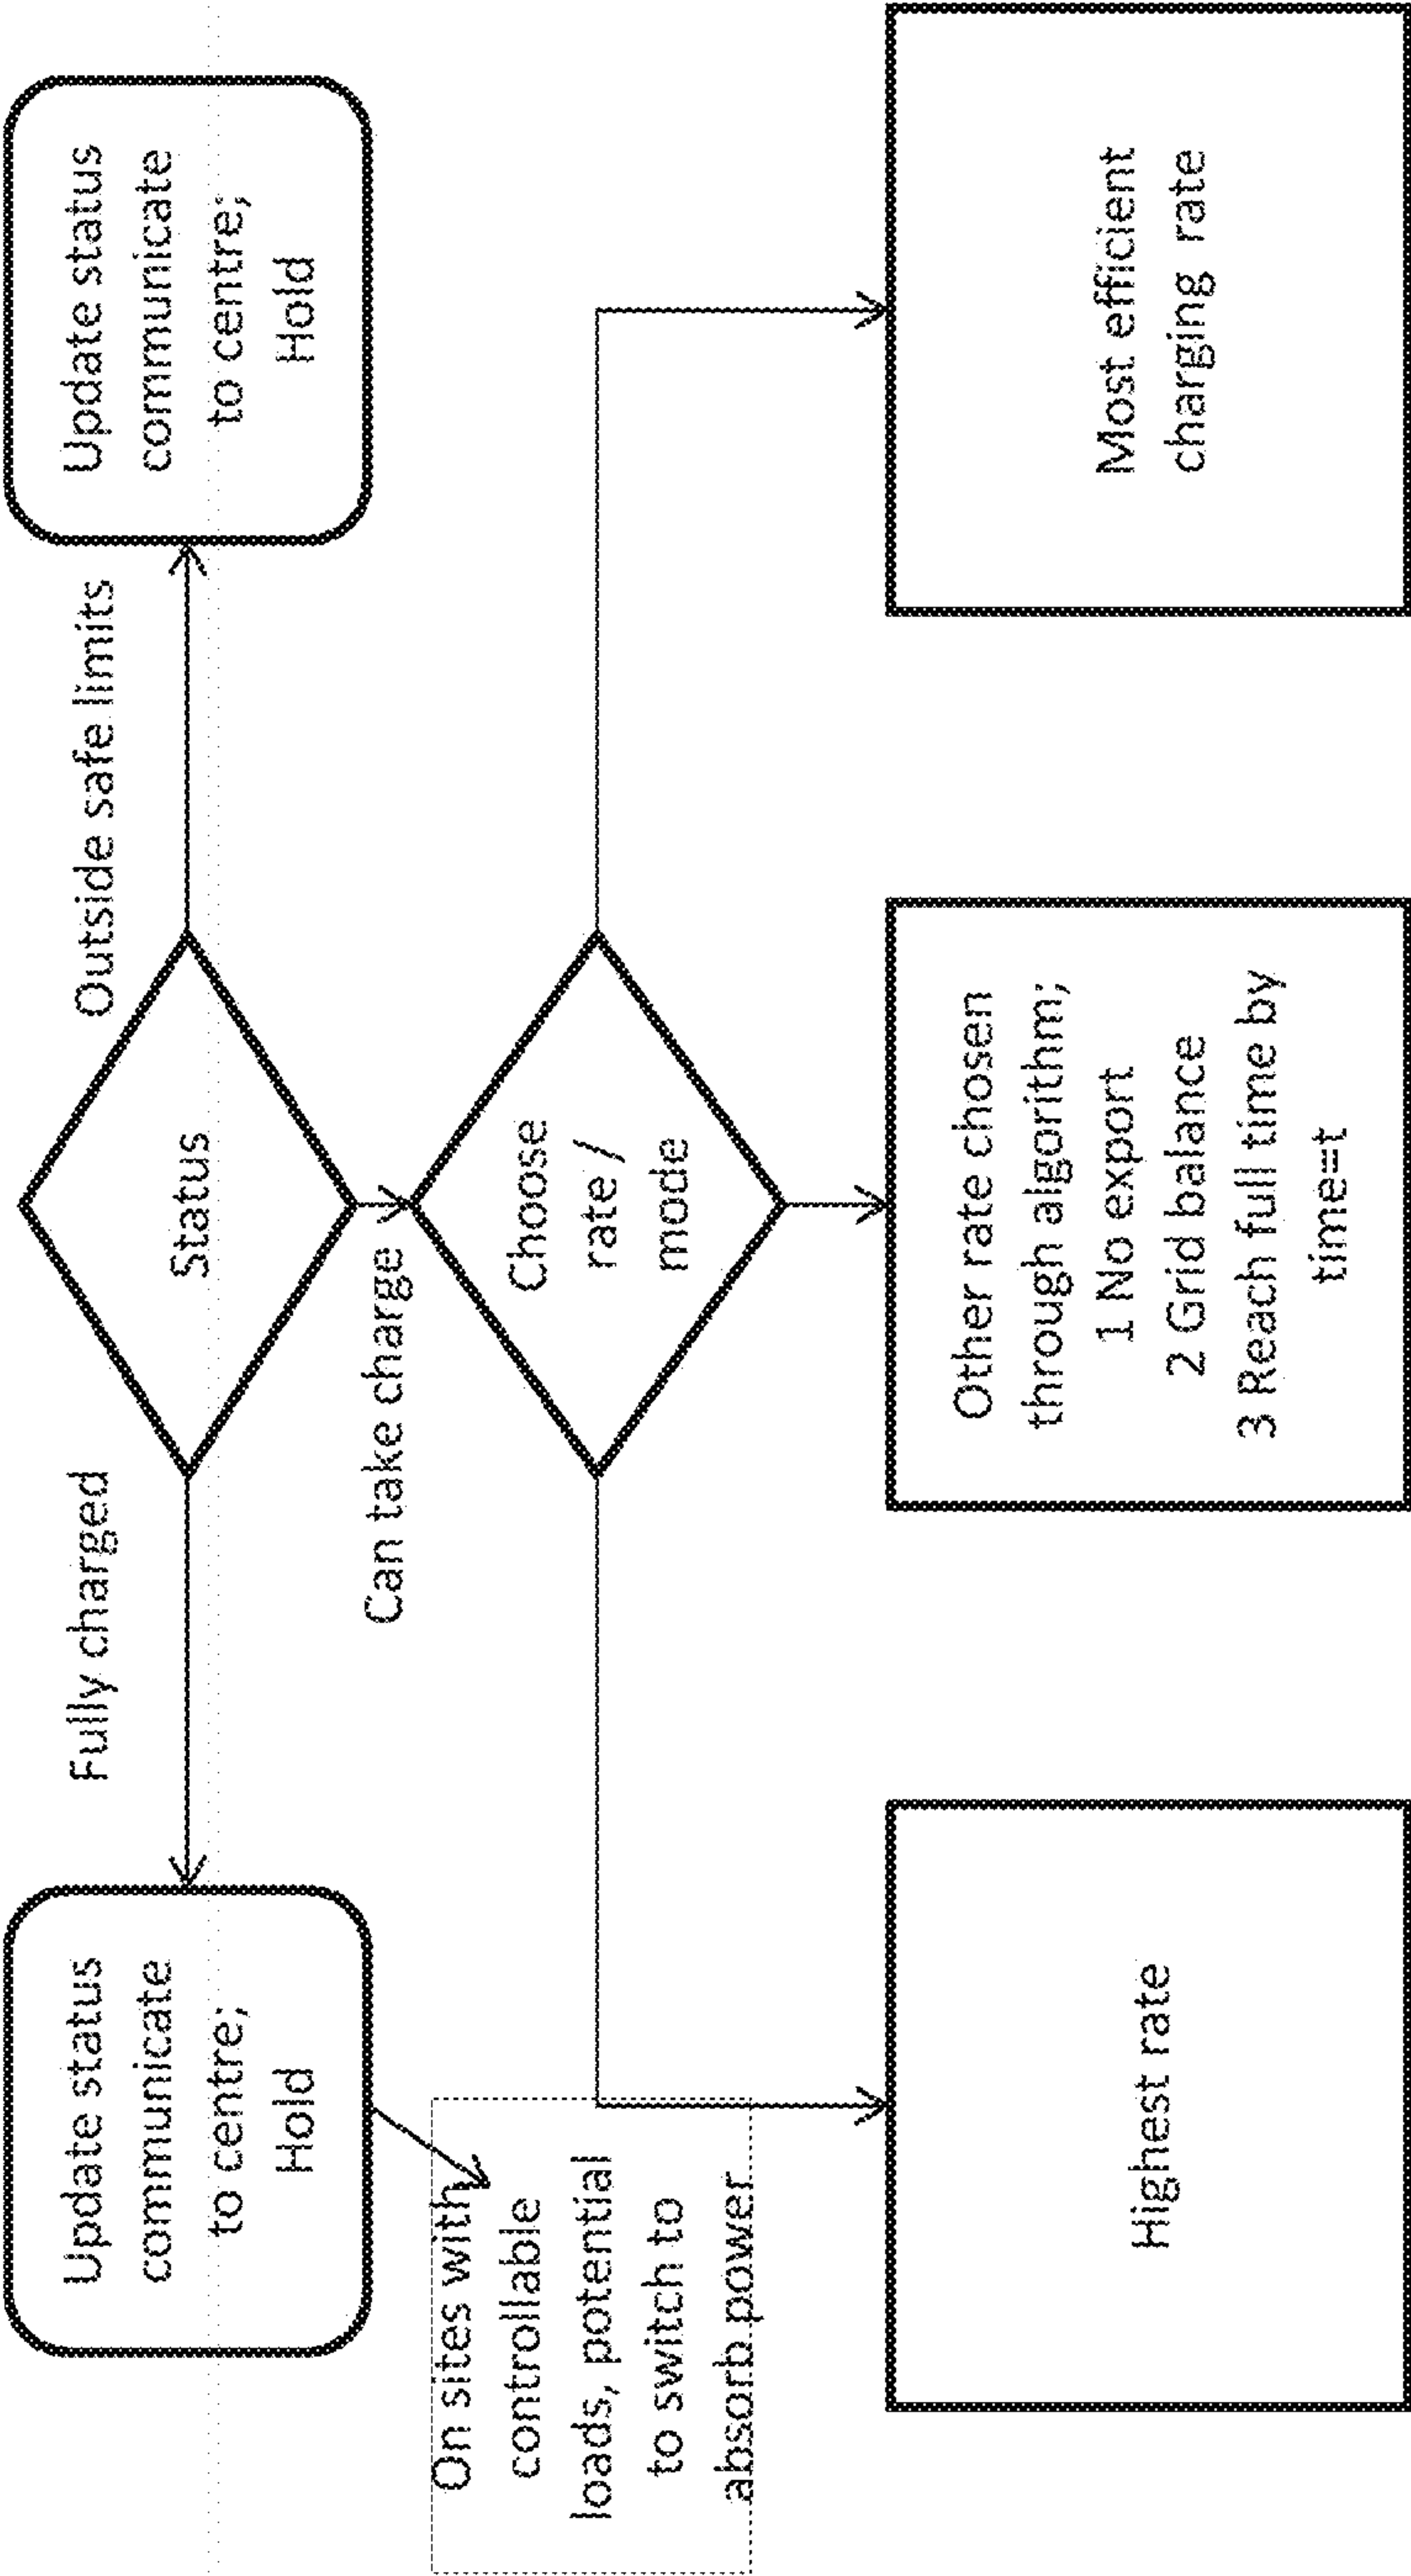 Fully charged
Outside safe limits
Update status
communicate
to centre;
Hold
Status
Update status
communicate
to centre;
Hold
Can take charge
On sites with
controllable
loads, potential
to switch to
absorb power
Choose
rate /
mode
Highest rate
Other rate chosen
through algorithm;
1 No export
2 Grid balance
3 Reach full time by
time=t
Most efficient
charging rate